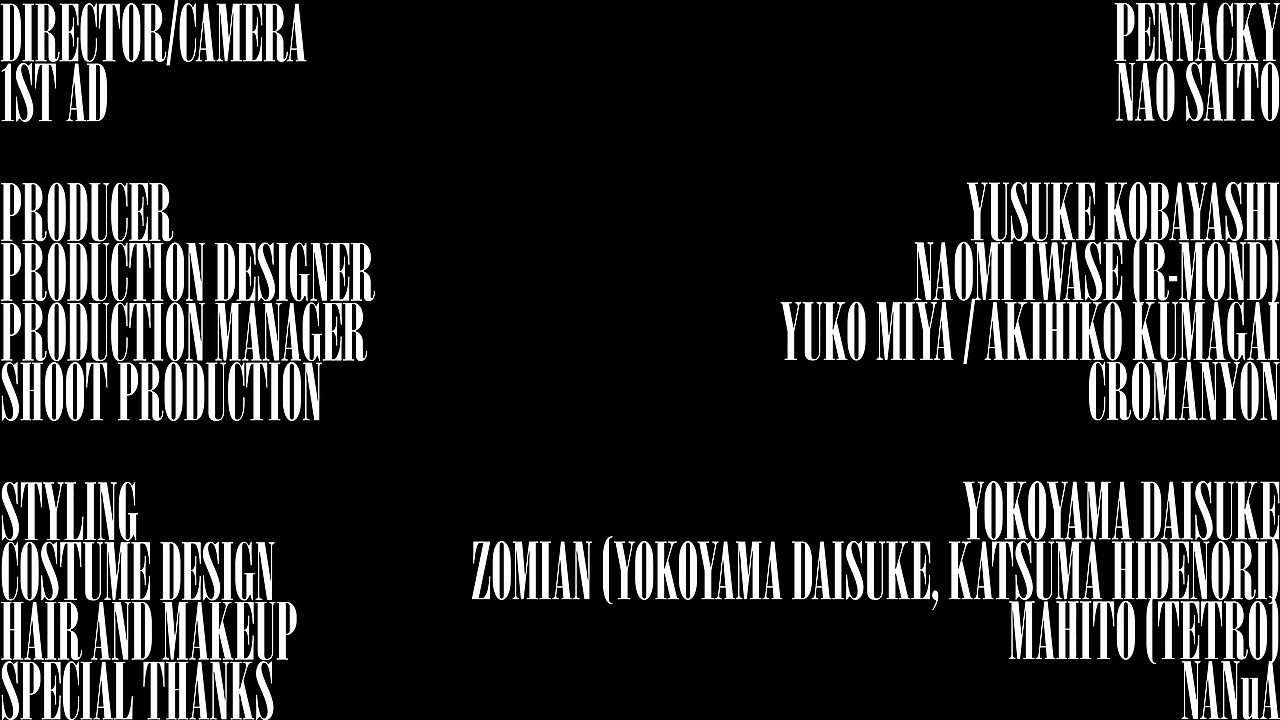 DIRECTOR/CAMERA PENNACKY
1ST AD NAO SAITO
PRODUCER YUSUKE KOBAYASHI
PRODUCTION DESIGNER NAOMI IWASE (R-MOND)
PRODUCTION MANAGER YUKO MIYA / AKIHIKO KUMAGAI
SHOOT PRODUCTION CROMANYON
STYLING YOKOYAMA DAISUKE
COSTUME DESIGN ZOMIAN (YOKOYAMA DAISUKE, KATSUMA HIDENORI)
HAIR AND MAKEUP MAHITO (TETRO)
SPECIAL THANKS NANuA